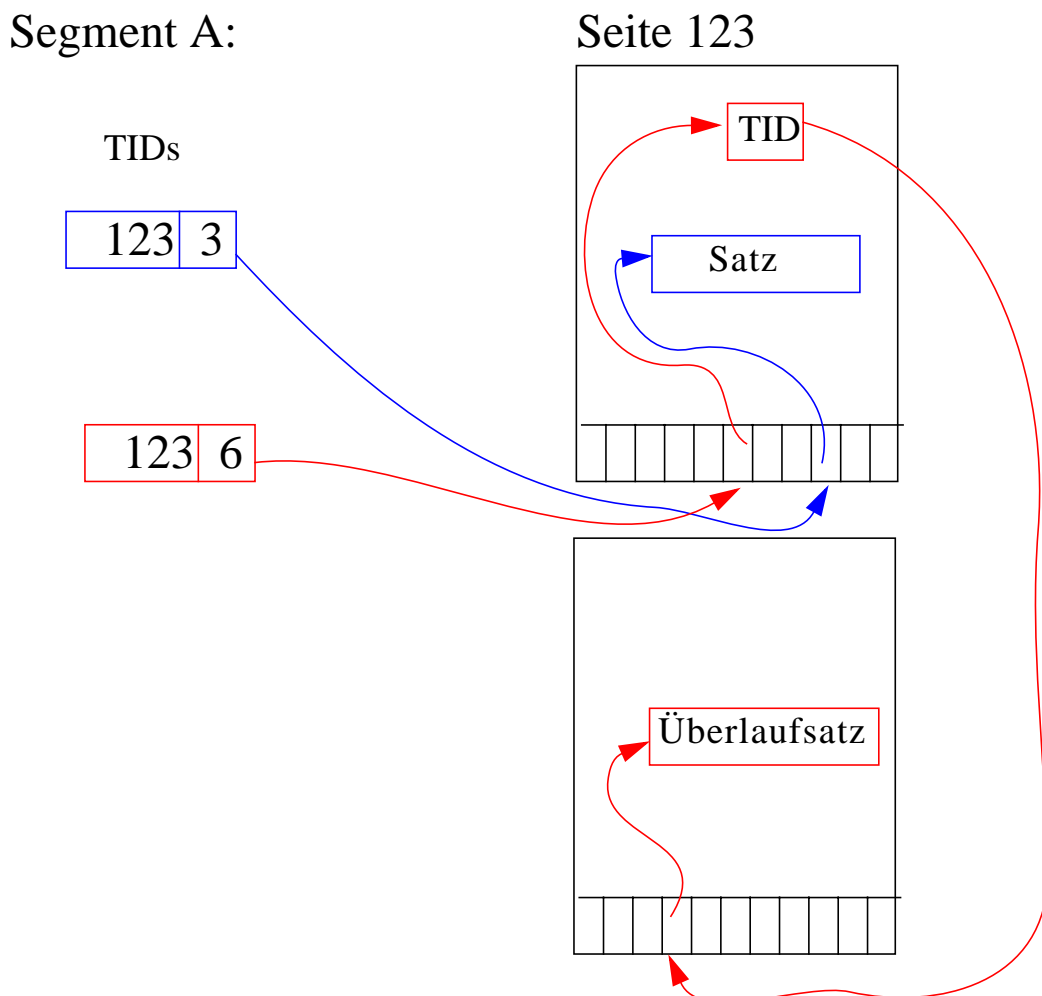 Segment A:
Seite 123
TIDs
TID
123 3
Satz
123 6
Überlaufsatz